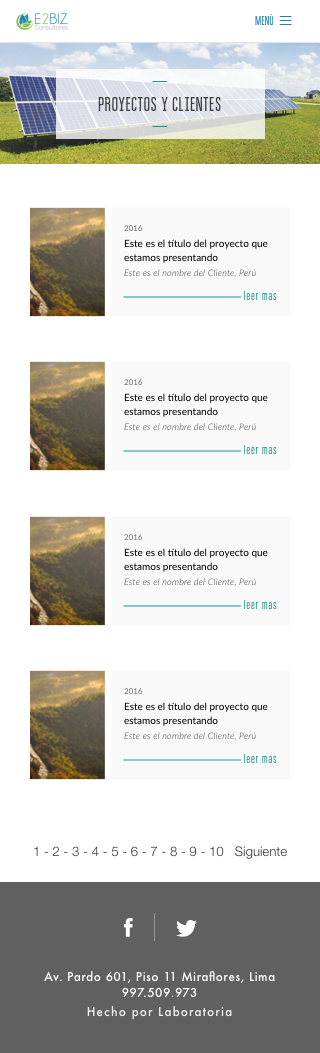 E2BIZ
Consultores
MENÚ
PROYECTOS Y CLIENTES
2016
Este es el título del proyecto que
estamos presentando
Este es el nombre del Cliente, Perú
leer mas
2016
Este es el título del proyecto que
estamos presentando
Este es el nombre del Cliente, Perú
leer mas
2016
Este es el título del proyecto que
estamos presentando
Este es el nombre del Cliente, Perú
leer mas
2016
Este es el título del proyecto que
estamos presentando
Este es el nombre del Cliente, Perú
leer mas
1 - 2 - 3 - 4 - 5 - 6 - 7 - 8 - 9 - 10 Siguiente
Av. Pardo 601, Piso 11 Miraflores, Lima
997.509.973
Hecho por Laboratoria